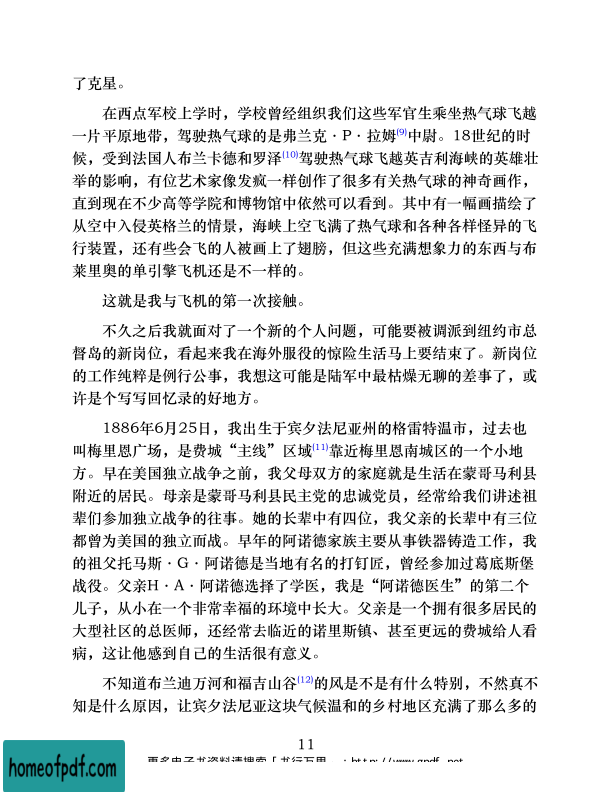 了克星。
在西点军校上学时，学校曾经组织我们这些军官生乘坐热气球飞越
一片平原地带，驾驶热气球的是弗兰克·P·拉姆(9)中尉。18世纪的时
候，受到法国人布兰卡德和罗泽(10)驾驶热气球飞越英吉利海峡的英雄壮
举的影响，有位艺术家像发疯一样创作了很多有关热气球的神奇画作，
直到现在不少高等学院和博物馆中依然可以看到。其中有一幅画描绘了
从空中入侵英格兰的情景，海峡上空飞满了热气球和各种各样怪异的飞
行装置，还有些会飞的人被画上了翅膀，但这些充满想象力的东西与布
莱里奥的单引擎飞机还是不一样的。
这就是我与飞机的第一次接触。
不久之后我就面对了一个新的个人问题，可能要被调派到纽约市总
督岛的新岗位，看起来我在海外服役的惊险生活马上要结束了。新岗位
的工作纯粹是例行公事，我想这可能是陆军中最枯燥无聊的差事了，或
许是个写写回忆录的好地方。
1886年6月25日，我出生于宾夕法尼亚州的格雷特温市，过去也
叫梅里恩广场，是费城“主线”区域(11)靠近梅里恩南城区的一个小地
方。早在美国独立战争之前，我父母双方的家庭就是生活在蒙哥马利县
附近的居民。母亲是蒙哥马利县民主党的忠诚党员，经常给我们讲述祖
辈们参加独立战争的往事。她的长辈中有四位，我父亲的长辈中有三位
都曾为美国的独立而战。早年的阿诺德家族主要从事铁器铸造工作，我
的祖父托马斯·G·阿诺德是当地有名的打钉匠，曾经参加过葛底斯堡
战役。父亲H·A·阿诺德选择了学医，我是“阿诺德医生”的第二个
儿子，从小在一个非常幸福的环境中长大。父亲是一个拥有很多居民的
大型社区的总医师，还经常去临近的诺里斯镇、甚至更远的费城给人看
病，这让他感到自己的生活很有意义。
不知道布兰迪万河和福吉山谷(12)的风是不是有什么特别，不然真不
知是什么原因，让宾夕法尼亚这块气候温和的乡村地区充满了那么多的
11
homeofpdf.com